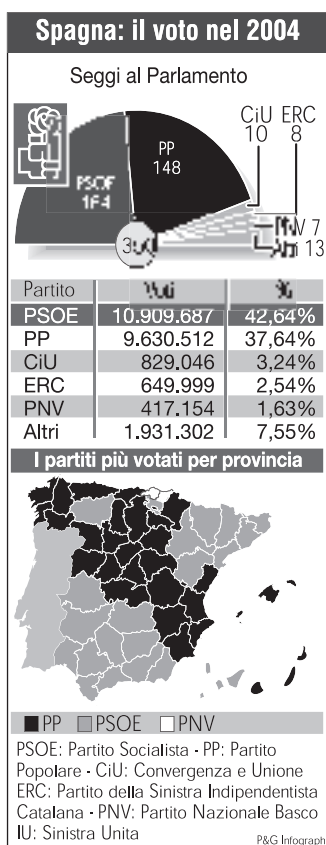 Spagna: il voto nel 2004
Seggi al Parlamento
CiU 10
ERC 8
PP 148
PSOE 164
PNV 7
Altri 13
350
Partito Voti %
PSOE 10.909.687 42,64%
PP 9.630.512 37,64%
CiU 829.046 3,24%
ERC 649.999 2,54%
PNV 417.154 1,63%
Altri 1.931.302 7,55%
I partiti più votati per provincia
PP PSOE PNV
PSOE: Partito Socialista - PP: Partito
Popolare - CiU: Convergenza e Unione
ERC: Partito della Sinistra Indipendentista
Catalana - PNV: Partito Nazionale Basco
IU: Sinistra Unita
P&G Infograph